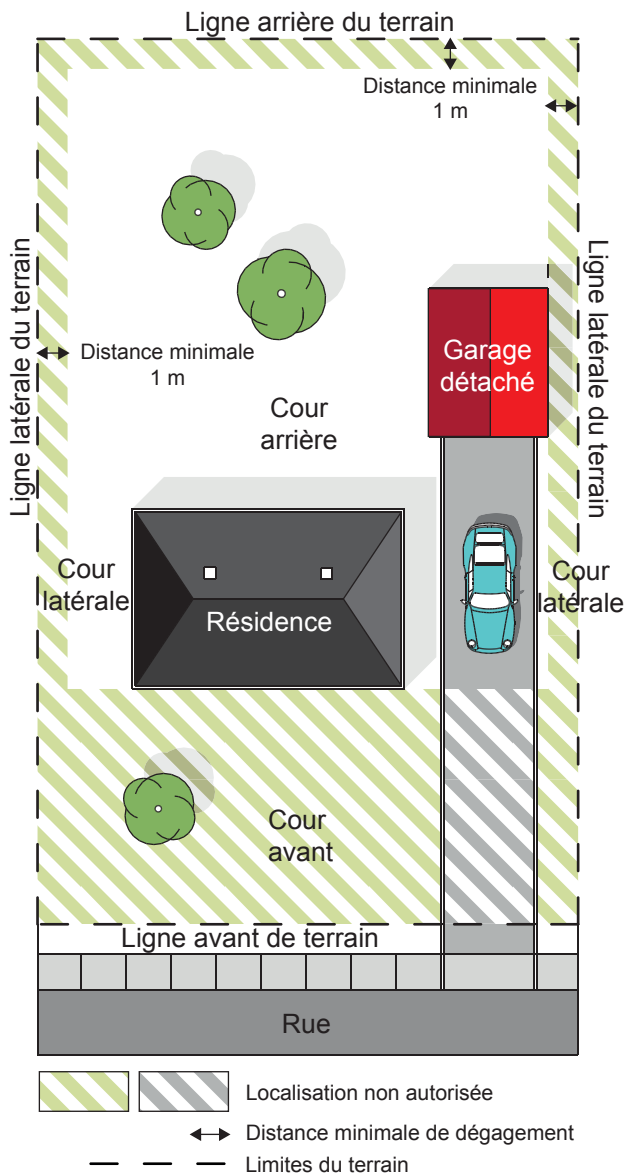 Ligne arrière du terrain
Distance minimale
1 m
Ligne latérale du terrain
Ligne latérale du terrain
Distance minimale
1 m
Garage
détaché
Cour
arrière
Cour
latérale
Résidence
Cour
latérale
Cour
avant
Ligne avant de terrain
Rue
Localisation non autorisée
Distance minimale de dégagement
Limites du terrain